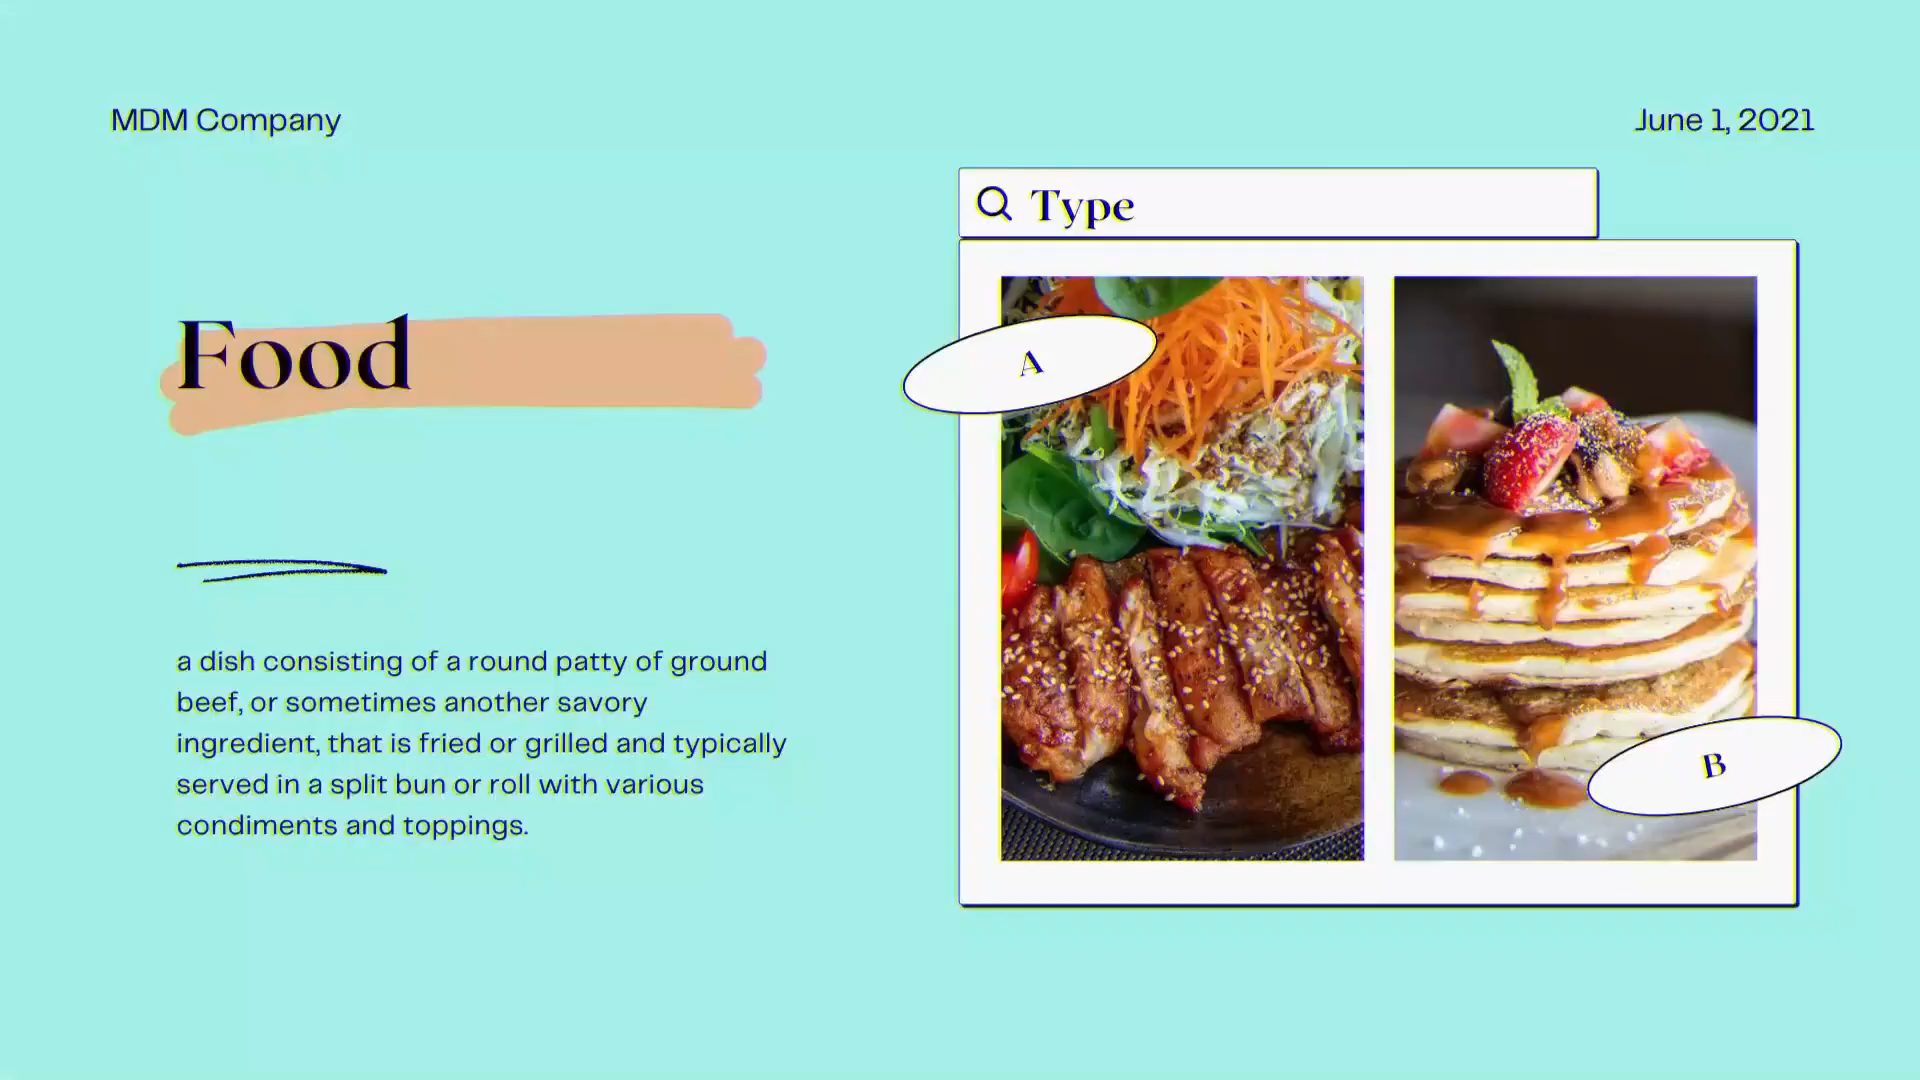 MDM Company
June 1, 2021
Type
Food
A
a dish consisting of a round patty of ground
beef, or sometimes another savory
ingredient, that is fried or grilled and typically
served in a split bun or roll with various
condiments and toppings.
B